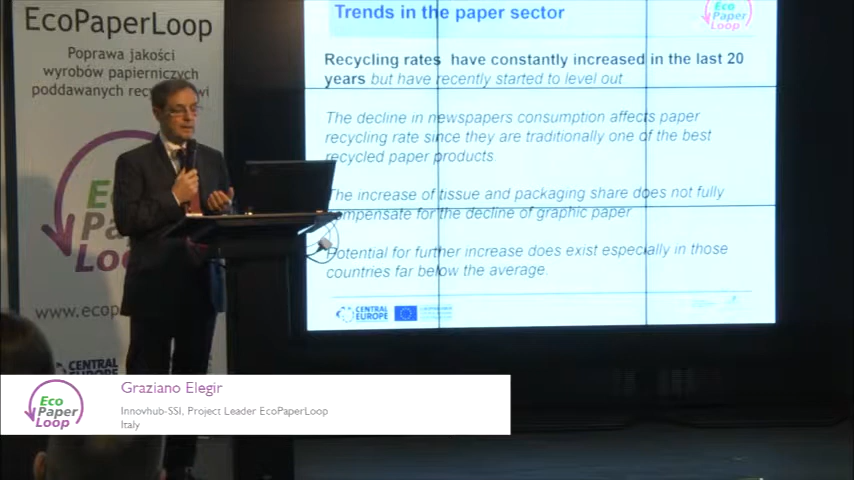 EcoPaperLoop
Poprawa jakości
wyrobów papierniczych
poddawanych
Eco
Pa
Loo
www.ecop
CENTRAL
Trends in the paper sector
Eco
Paper
Loop
Recycling rates have constantly increased in the last 20
years but have recently started to level out
The decline in newspapers consumption affects paper
recycling rate since they are traditionally one of the best
recycled paper products.
The increase of tissue and packaging share does not fully
compensate for the decline of graphic paper
Potential for further increase does exist especially in those
countries far below the average.
CENTRAL
EUROPE
Eco
Paper
Loop
Graziano Elegir
Innovhub-SSI, Project Leader EcoPaperLoop
Italy